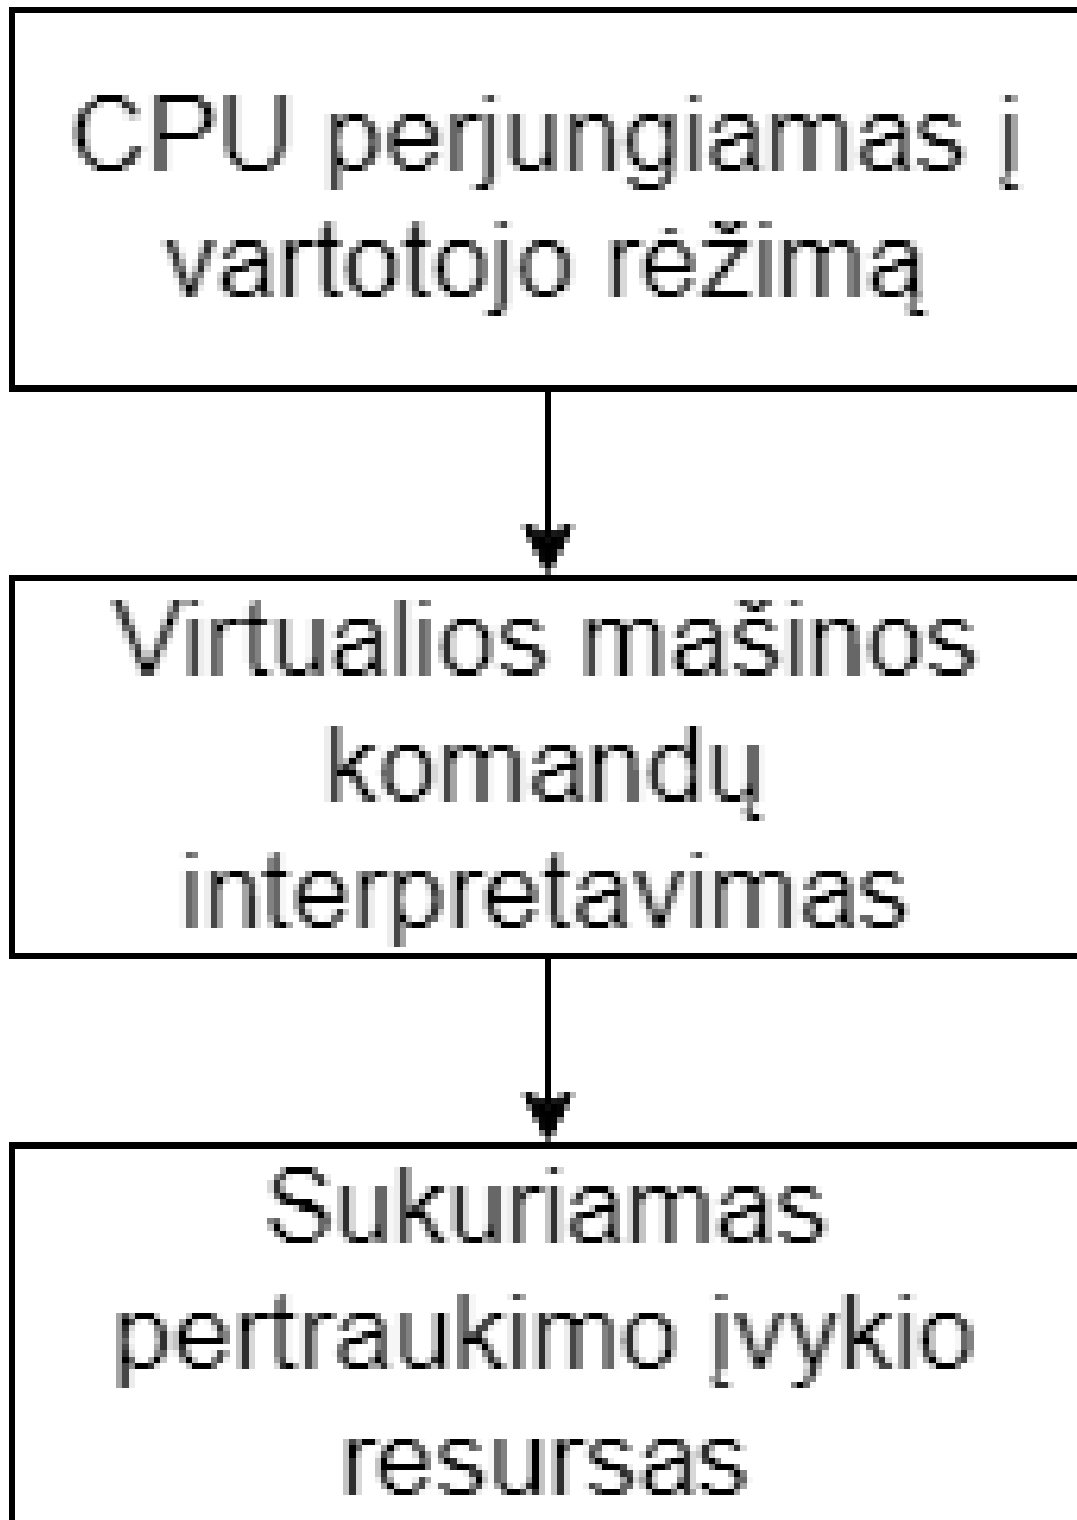 CPU perjungiamas į
vartotojo rėžimą
Virtualios mašinos
komandų
interpretavimas
Sukuriamas
pertraukimo įvykio
resursas